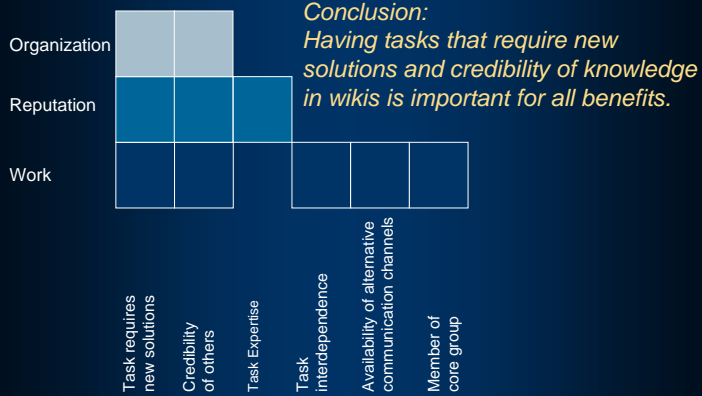 Conclusion:
Having tasks that require new
solutions and credibility of knowledge
in wikis is important for all benefits.
Organization
Reputation
Work
Task requires
new solutions
Credibility
of others
Task Expertise
Task
interdependence
Availability of alternative
communication channels
Member of
core group